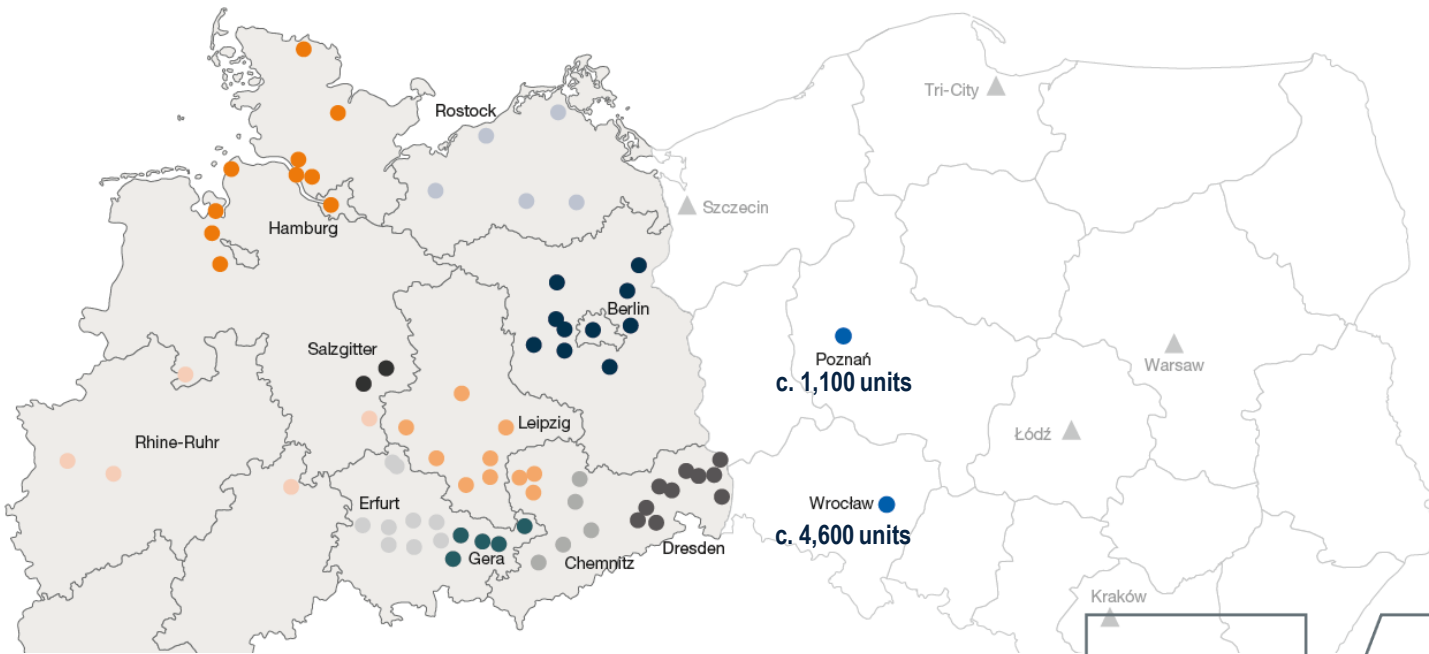 Tri-City
Rostock
Szczecin
Hamburg
Berlin
Salzgitter
Poznań
c. 1,100 units
Warsaw
Leipzig
Rhine-Ruhr
Łódź
Erfurt
Wrocław
c. 4,600 units
Dresden
Gera
Chemnitz
Kraków